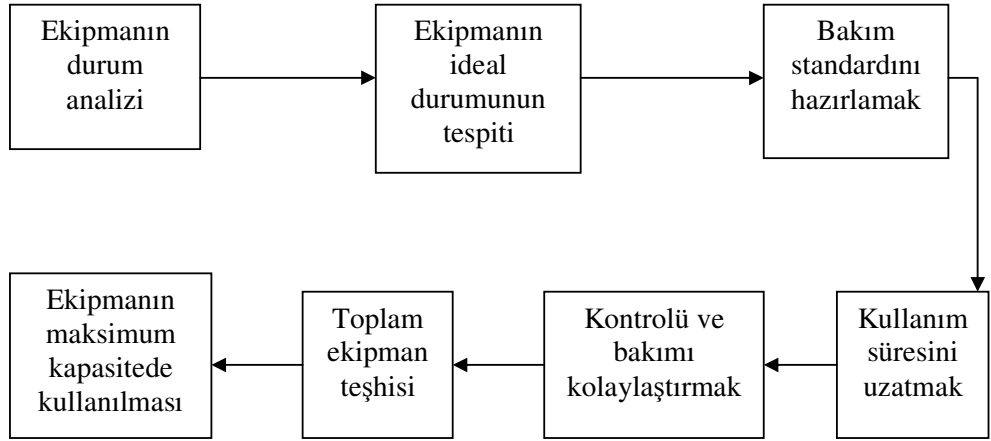 Ekipmanın
durum
analizi
Ekipmanın
ideal
durumunun
tespiti
Bakım
standardını
hazırlamak
Kullanım
süresini
uzatmak
Kontrolü ve
bakımı
kolaylaştırmak
Toplam
ekipman
teşhisi
Ekipmanın
maksimum
kapasitede
kullanılması